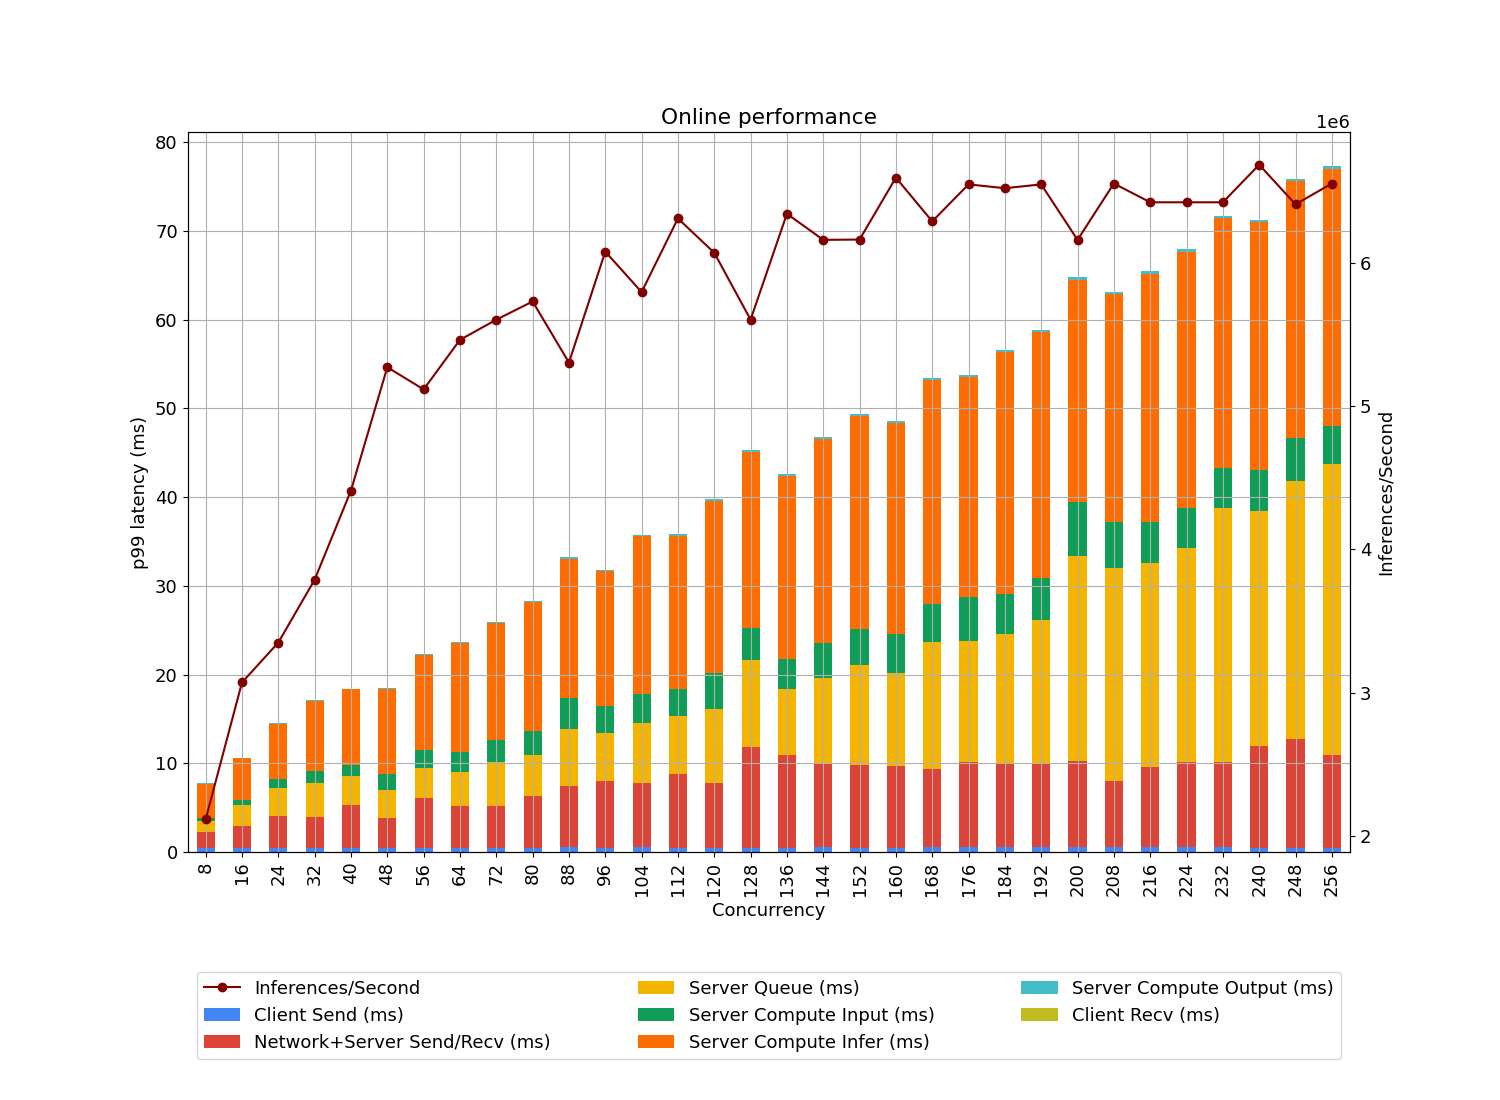 Online performance
1e6
80
70
60
50
40
30
20
10
0
p99 latency (ms)
6
5
4
3
2
Inferences/Second
8 16 24 32 40 48 56 64 72 80 88 96 104 112 120 128 136 144 152 160 168 176 184 192 200 208 216 224 232 240 248 256
Concurrency
Inferences/Second
Client Send (ms)
Network+Server Send/Recv (ms)
Server Queue (ms)
Server Compute Input (ms)
Server Compute Infer (ms)
Server Compute Output (ms)
Client Recv (ms)